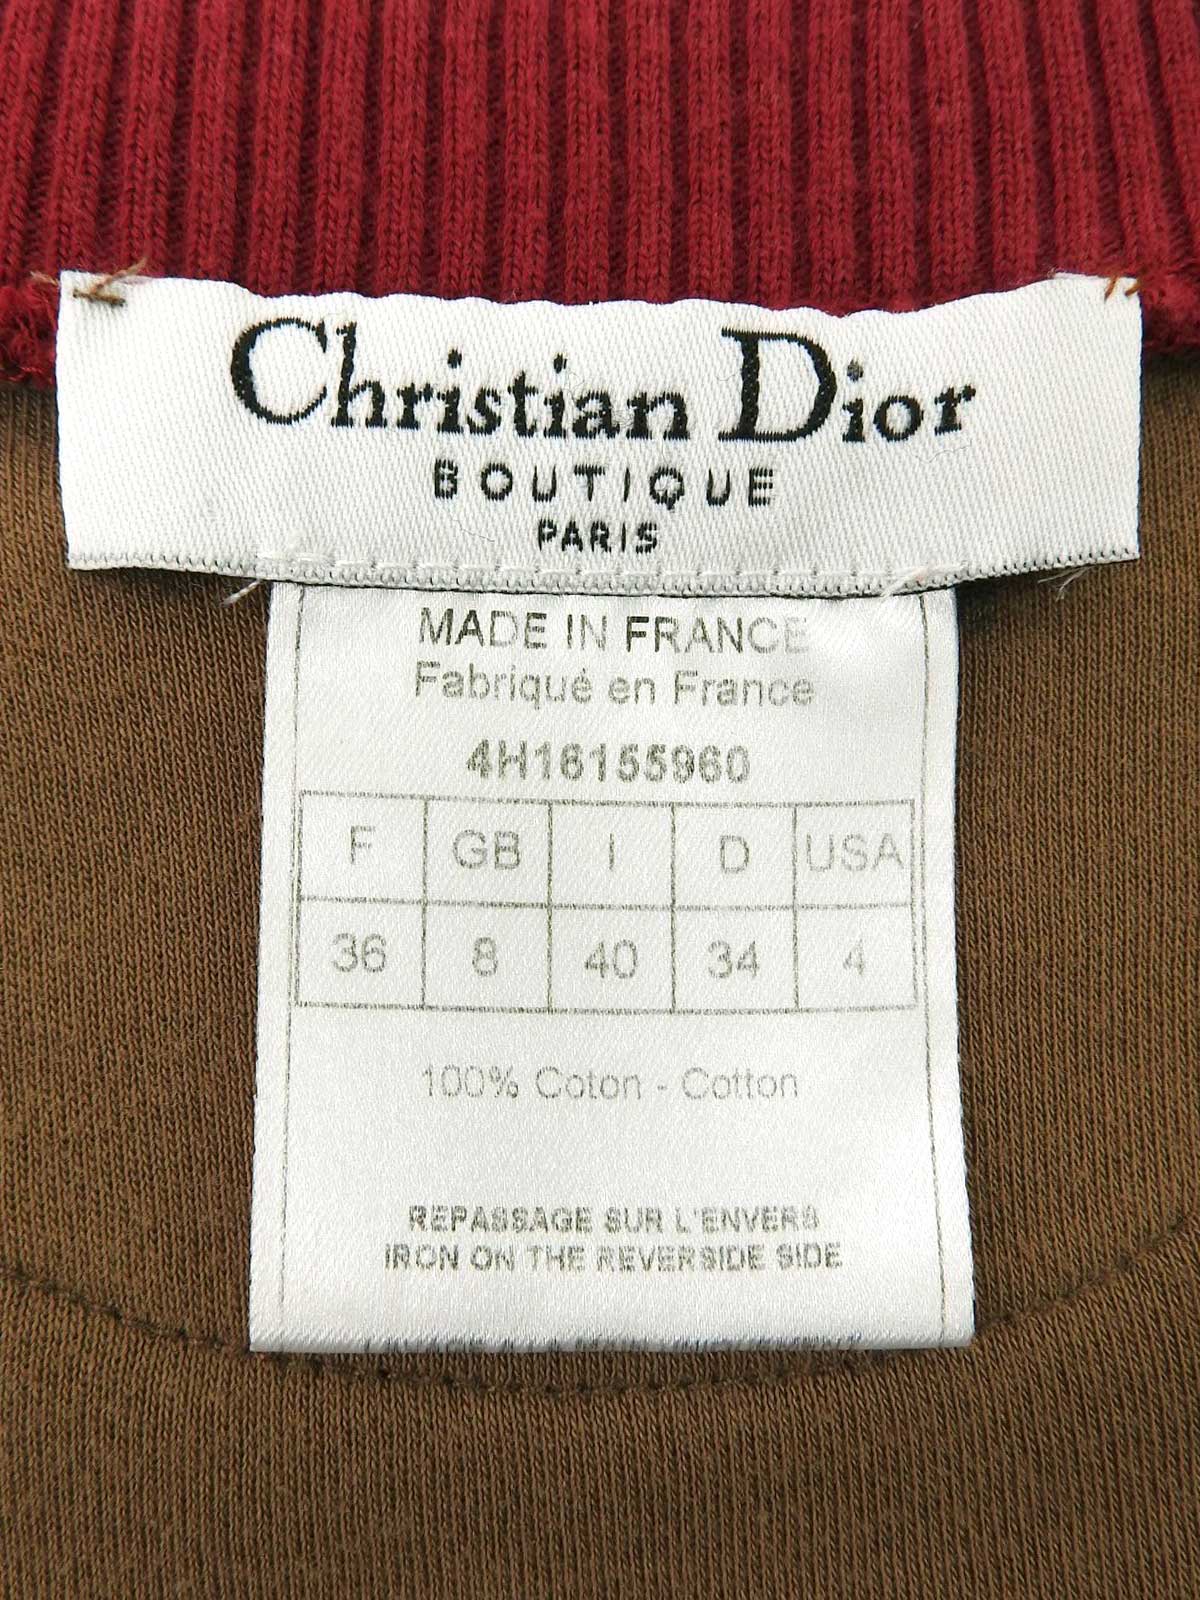 Christian Dior
BOUTIQUE
PARIS
MADE IN FRANCE
Fabriqué en France
4H16155960
F GB I D USA
36 8 40 34 4
100% Coton - Cotton
REPASSAGE SUR L'ENVERS
IRON ON THE REVERSIDE SIDE